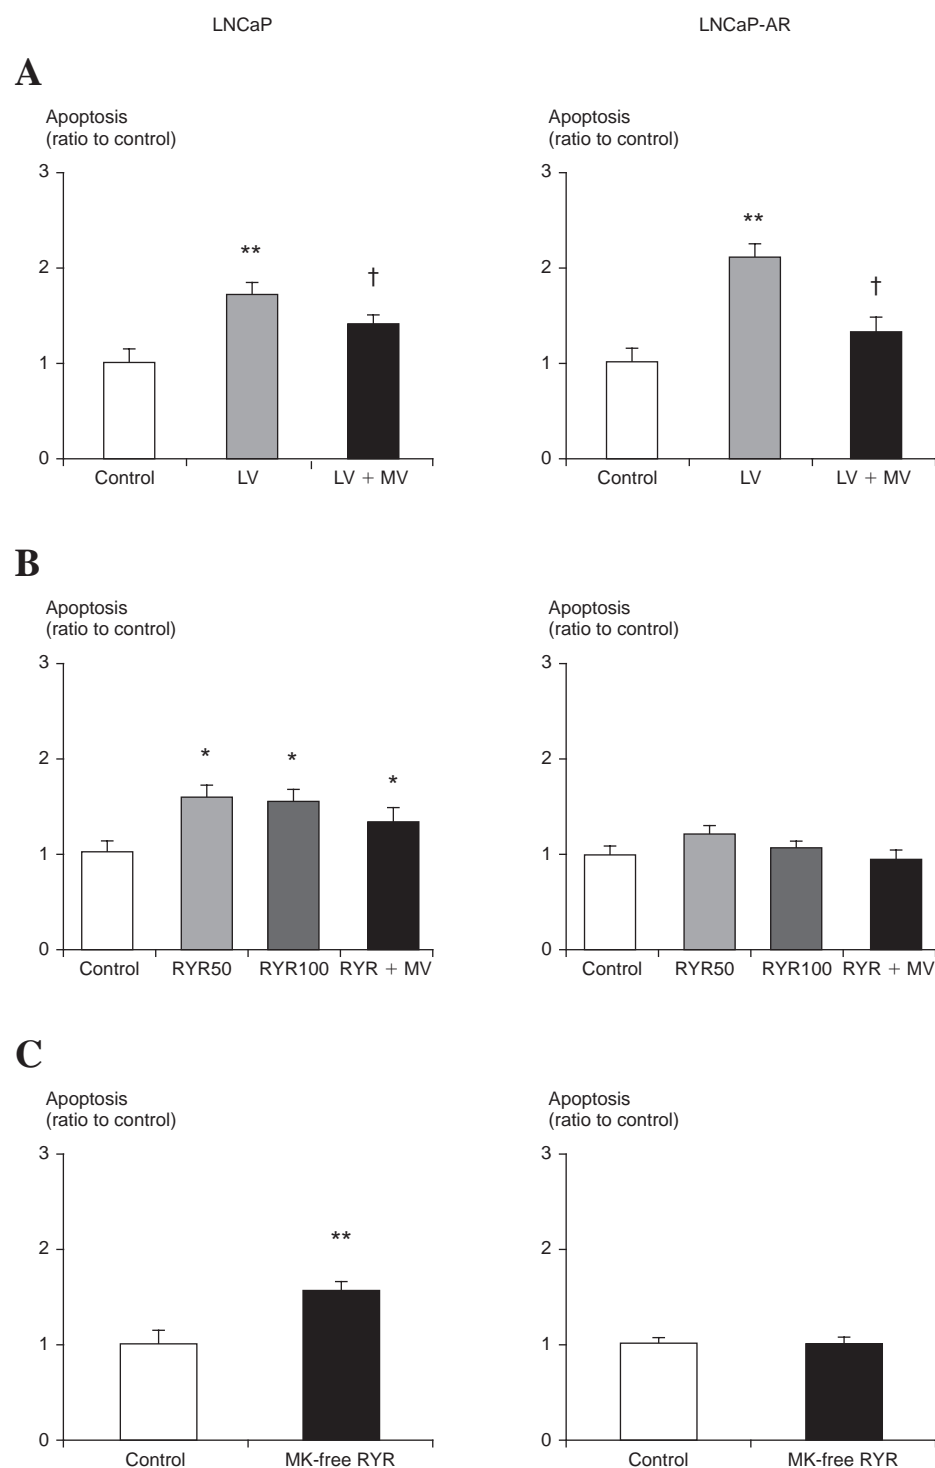 LNCaP
LNCaP-AR
A
Apoptosis
(ratio to control)
3
2
1
0
**
†
Control
LV
LV + MV
Apoptosis
(ratio to control)
3
2
1
0
**
†
Control
LV
LV + MV
B
Apoptosis
(ratio to control)
3
2
1
0
*
*
*
Control
RYR50
RYR100
RYR + MV
Apoptosis
(ratio to control)
3
2
1
0
Control
RYR50
RYR100
RYR + MV
C
Apoptosis
(ratio to control)
3
2
1
0
**
Control
MK-free RYR
Apoptosis
(ratio to control)
3
2
1
0
Control
MK-free RYR